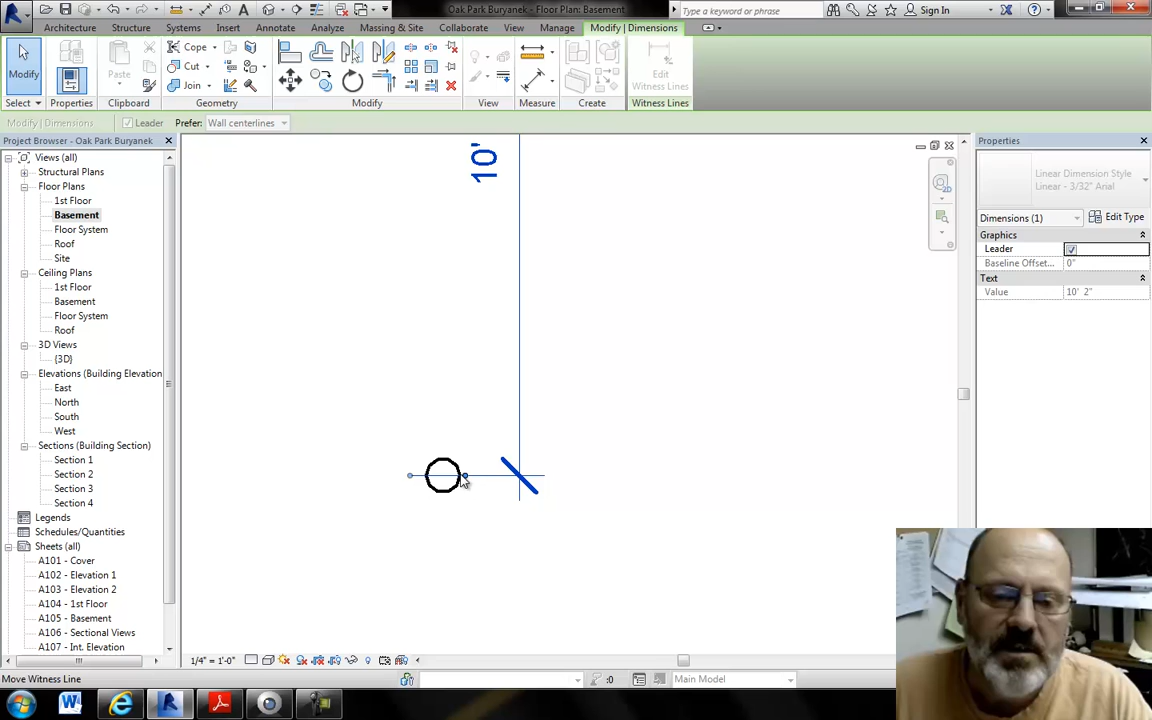 Oak Park Buryanek - Floor Plan: Basement
Type a keyword or phrase
Sign In
Architecture Structure Systems Insert Annotate Analyze Massing & Site Collaborate View Manage Modify | Dimensions
Modify
Paste
Cope
Cut
Join
Edit
Witness Lines
Select Properties Clipboard Geometry Modify View Measure Create Witness Lines
Modify | Dimensions Leader Prefer: Wall centerlines
Project Browser - Oak Park Buryanek
Views (all)
Structural Plans
Floor Plans
1st Floor
Basement
Floor System
Roof
Site
Ceiling Plans
1st Floor
Basement
Floor System
Roof
3D Views
{3D}
Elevations (Building Elevation
East
North
South
West
Sections (Building Section)
Section 1
Section 2
Section 3
Section 4
Legends
Schedules/Quantities
Sheets (all)
A101 - Cover
A102 - Elevation 1
A103 - Elevation 2
A104 - 1st Floor
A105 - Basement
A106 - Sectional Views
A107 - Int. Elevation
10'
2D
Properties
Linear Dimension Style
Linear - 3/32" Arial
Dimensions (1) Edit Type
Graphics
Leader
Baseline Offset... 0"
Text
Value 10' 2"
1/4" = 1'-0"
Move Witness Line
:0
Main Model